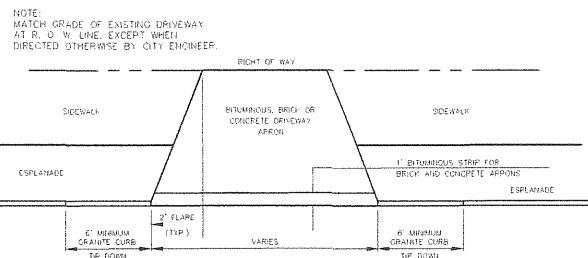 NOTE:
MATCH GRADE OF EXISTING DRIVEWAY
AT R. O. W. LINE, EXCEPT WHEN
DIRECTED OTHERWISE BY CITY ENGINEER.
RIGHT OF WAY
SIDEWALK
BITUMINOUS, BRICK OR
CONCRETE DRIVEWAY
APRON
SIDEWALK
1' BITUMINOUS STRIP FOR
BRICK AND CONCRETE APRONS
ESPLANADE
ESPLANADE
2' FLARE
(TYP.)
6' MINIMUM
GRANITE CURB
TIP DOWN
VARIES
6' MINIMUM
GRANITE CURB
TIP DOWN